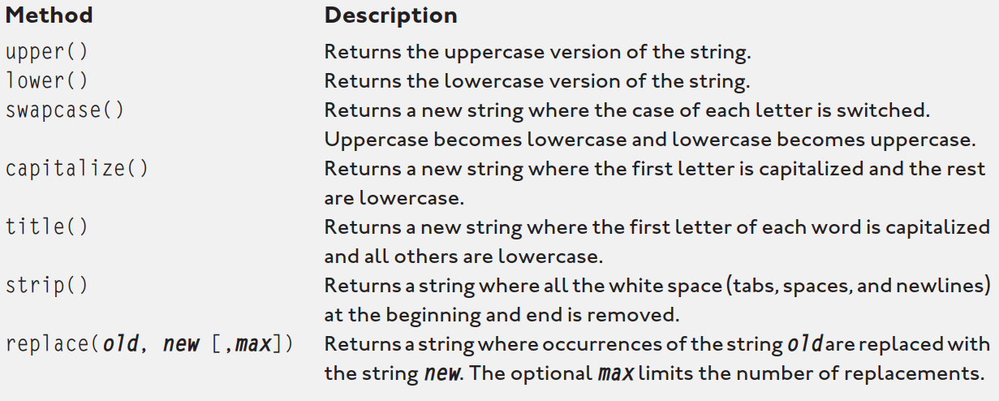 Method Description
upper() Returns the uppercase version of the string.
lower() Returns the lowercase version of the string.
swapcase() Returns a new string where the case of each letter is switched.
Uppercase becomes lowercase and lowercase becomes uppercase.
capitalize() Returns a new string where the first letter is capitalized and the rest
are lowercase.
title() Returns a new string where the first letter of each word is capitalized
and all others are lowercase.
strip() Returns a string where all the white space (tabs, spaces, and newlines)
at the beginning and end is removed.
replace(old, new [,max]) Returns a string where occurrences of the string old are replaced with
the string new. The optional max limits the number of replacements.